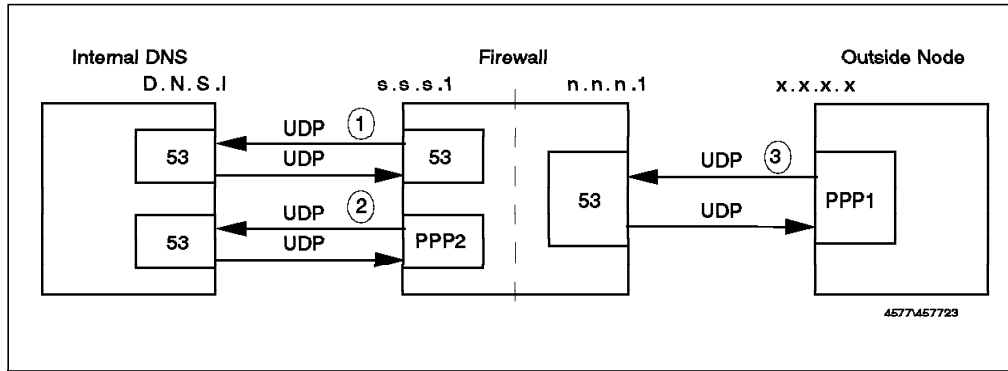 Internal DNS Firewall Outside Node
D.N.S.I s.s.s.1 n.n.n.1 x.x.x.x
UDP 1
53 53
UDP
UDP 3
53 PPP1
UDP
UDP 2
53 PPP2
UDP
4577\457723